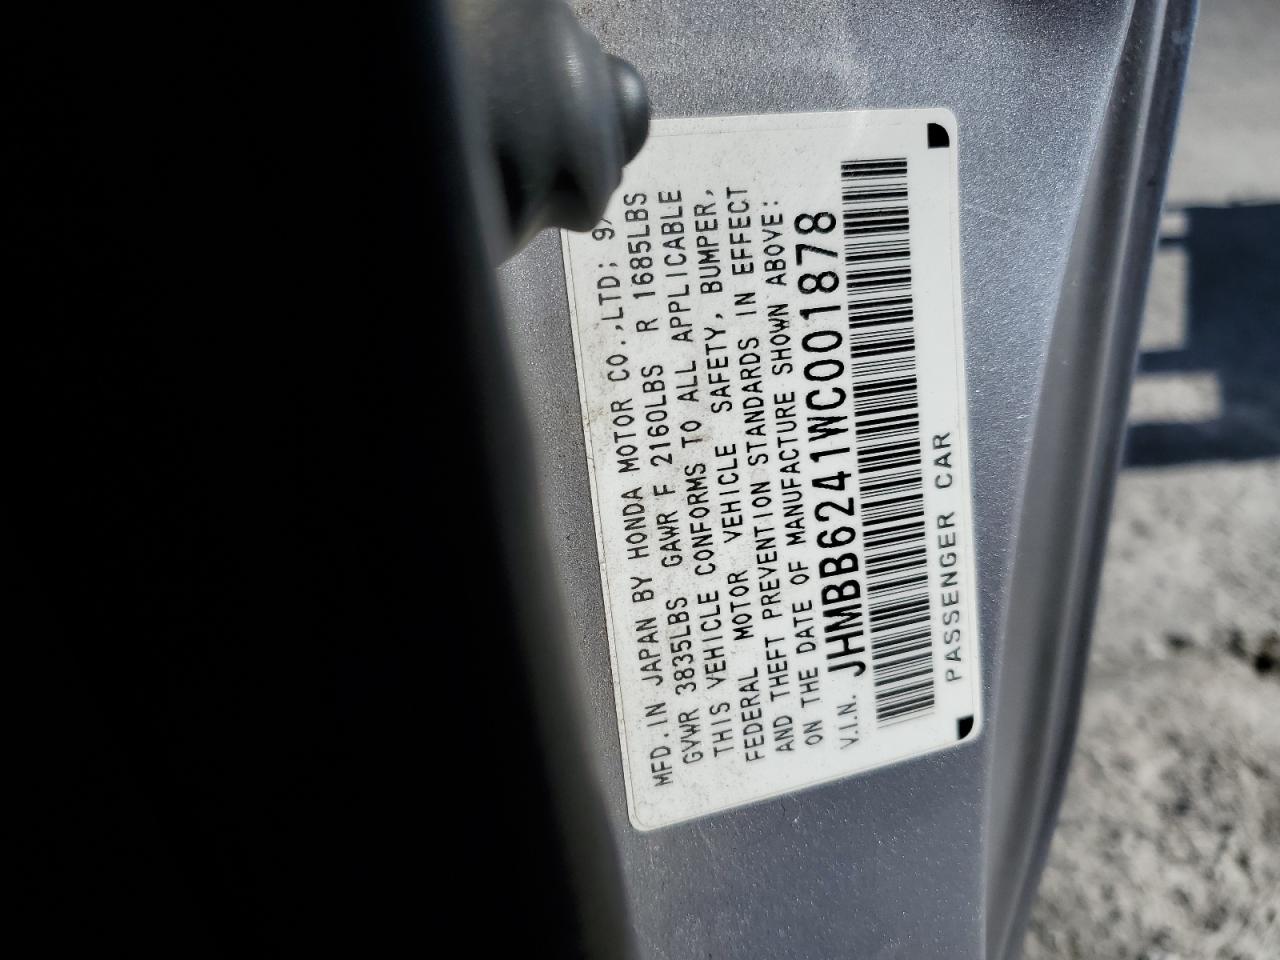 MFD. IN JAPAN BY HONDA MOTOR CO.,LTD: 9/
GVWR 3835LBS GAWR F 2160LBS R 1685LBS
THIS VEHICLE CONFORMS TO ALL APPLICABLE
FEDERAL MOTOR VEHICLE SAFETY, BUMPER,
AND THEFT PREVENTION STANDARDS IN EFFECT
ON THE DATE OF MANUFACTURE SHOWN ABOVE:
V.I.N. JHMBB6241WC001878
PASSENGER CAR